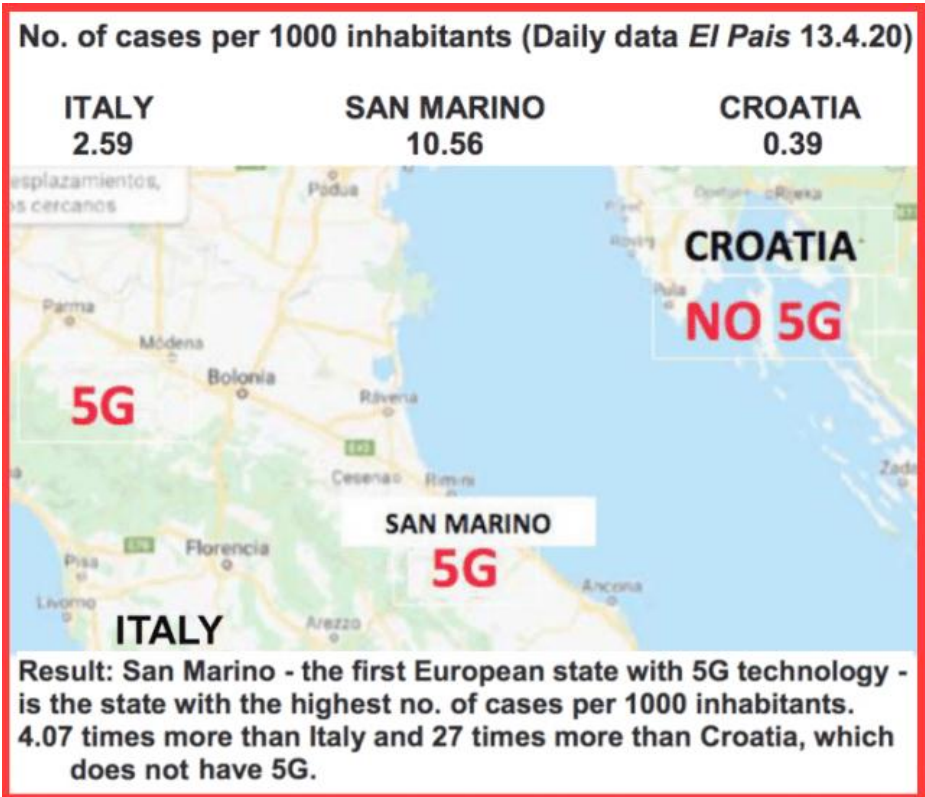 No. of cases per 1000 inhabitants (Daily data El Pais 13.4.20)
ITALY SAN MARINO CROATIA
2.59 10.56 0.39
esplazamientos,
s cercanos
Padua
Rijeka
CROATIA
Rovinj
Pula
NO 5G
Parma
Módena
Bolonia
5G
Rávena
Cesena
Rimini
SAN MARINO
5G
Florencia
Pisa
Ancona
Livorno
Arezzo
ITALY
Zada
Result: San Marino - the first European state with 5G technology -
is the state with the highest no. of cases per 1000 inhabitants.
4.07 times more than Italy and 27 times more than Croatia, which
does not have 5G.